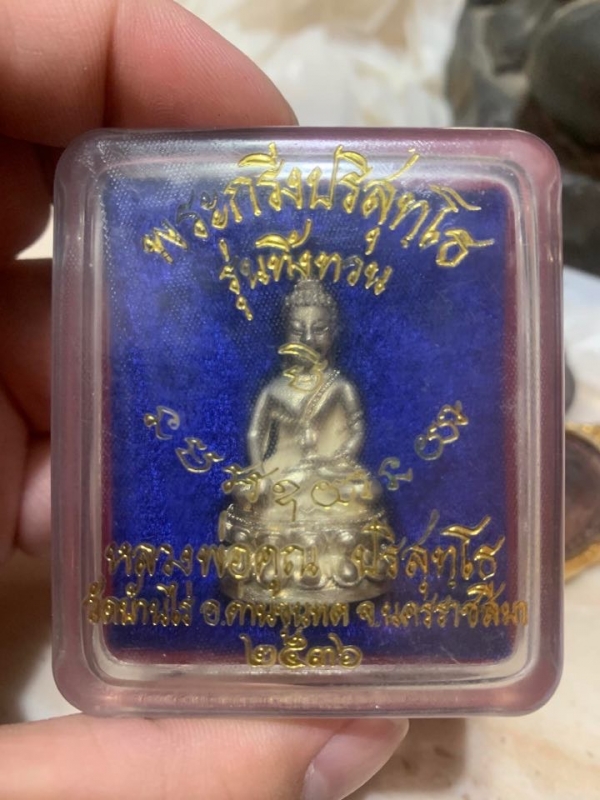 พระกริ่งปริสุทฺโธ
รุ่นทิ้งทวน
หลวงพ่อคูณ ปริสุทฺโธ
วัดบ้านไร่ อ.ด่านขุนทด จ.นครราชสีมา
๒๕๓๖